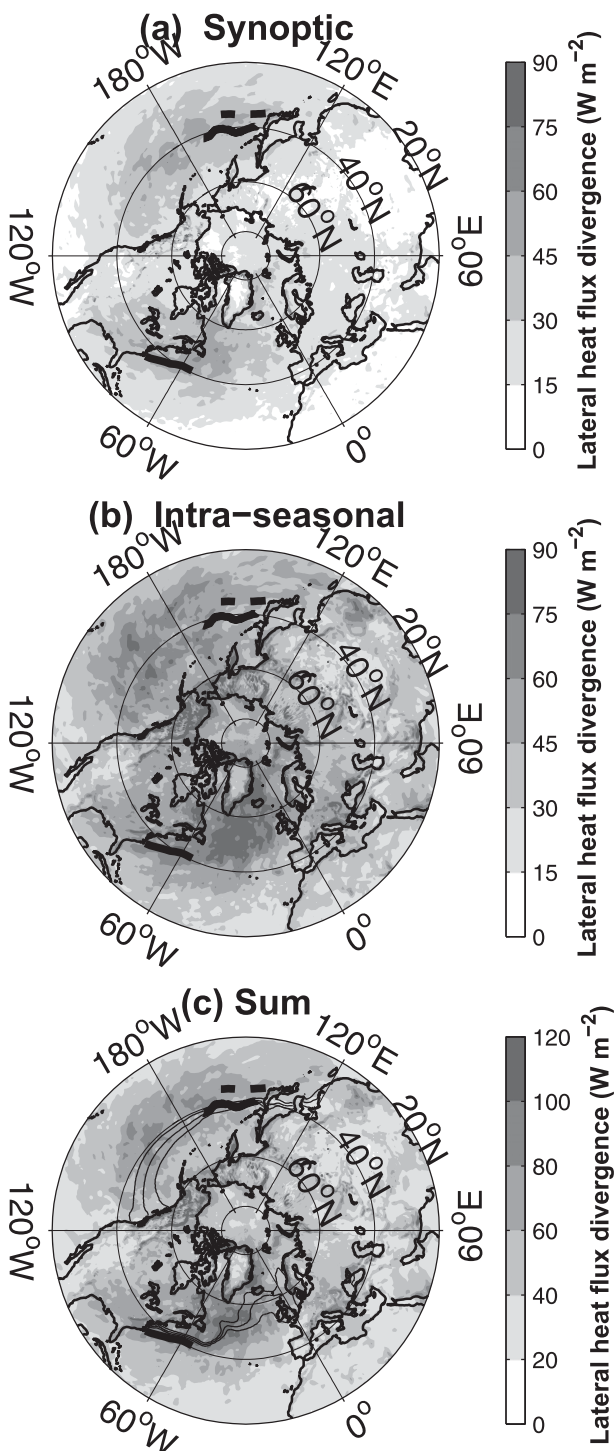 (a) Synoptic
180°W
120°E
20°N
40°N
60°N
120°W
60°E
60°W
0°
90
75
60
45
30
15
0
Lateral heat flux divergence (W m−2)
(b) Intra−seasonal
180°W
120°E
20°N
40°N
60°N
120°W
60°E
60°W
0°
90
75
60
45
30
15
0
Lateral heat flux divergence (W m−2)
(c) Sum
180°W
120°E
20°N
40°N
60°N
120°W
60°E
60°W
0°
120
100
80
60
40
20
0
Lateral heat flux divergence (W m−2)